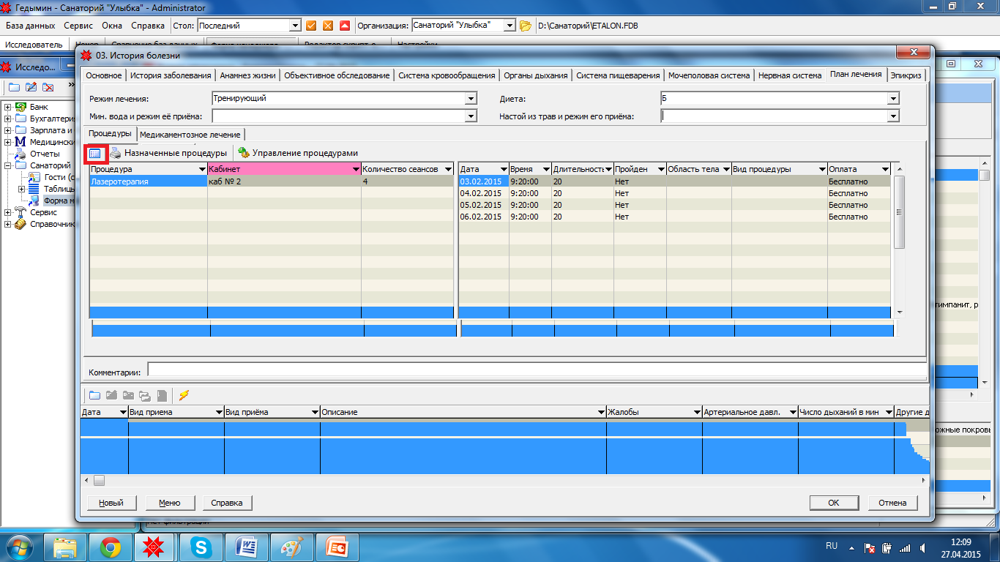 Гедымин - Санаторий "Улыбка" - Administrator
База данных Сервис Окна Справка Стол: Последний Организация: Санаторий "Улыбка" D:\Санаторий\ETALON.FDB
Исследователь
03. История болезни
Исследо...
Основное История заболевания Анамнез жизни Объективное обследование Система кровообращения Органы дыхания Система пищеварения Мочеполовая система Нервная система План лечения Эпикриз
Режим лечения: Тренирующий Диета: Б
Мин. вода и режим её приёма: Настой из трав и режим его приёма:
Процедуры Медикаментозное лечение
Назначенные процедуры Управление процедурами
Процедура Кабинет Количество сеансов Дата Время Длительность Пройден Область тела Вид процедуры Оплата
Лазеротерапия каб № 2 4 03.02.2015 9:20:00 20 Нет Бесплатно
04.02.2015 9:20:00 20 Нет Бесплатно
05.02.2015 9:20:00 20 Нет Бесплатно
06.02.2015 9:20:00 20 Нет Бесплатно
Банк
Бухгалтери
Зарплата и
Медицински
Отчеты
Санаторий
Гости (с
Таблицы
Форма м
Сервис
Справочник
тимпанит, р
Комментарии:
Дата Вид приема Вид приёма Описание Жалобы Артериальное давл. Число дыханий в мин Другие д
ожные покровь
Новый Меню Справка OK Отмена
RU 12:09
27.04.2015